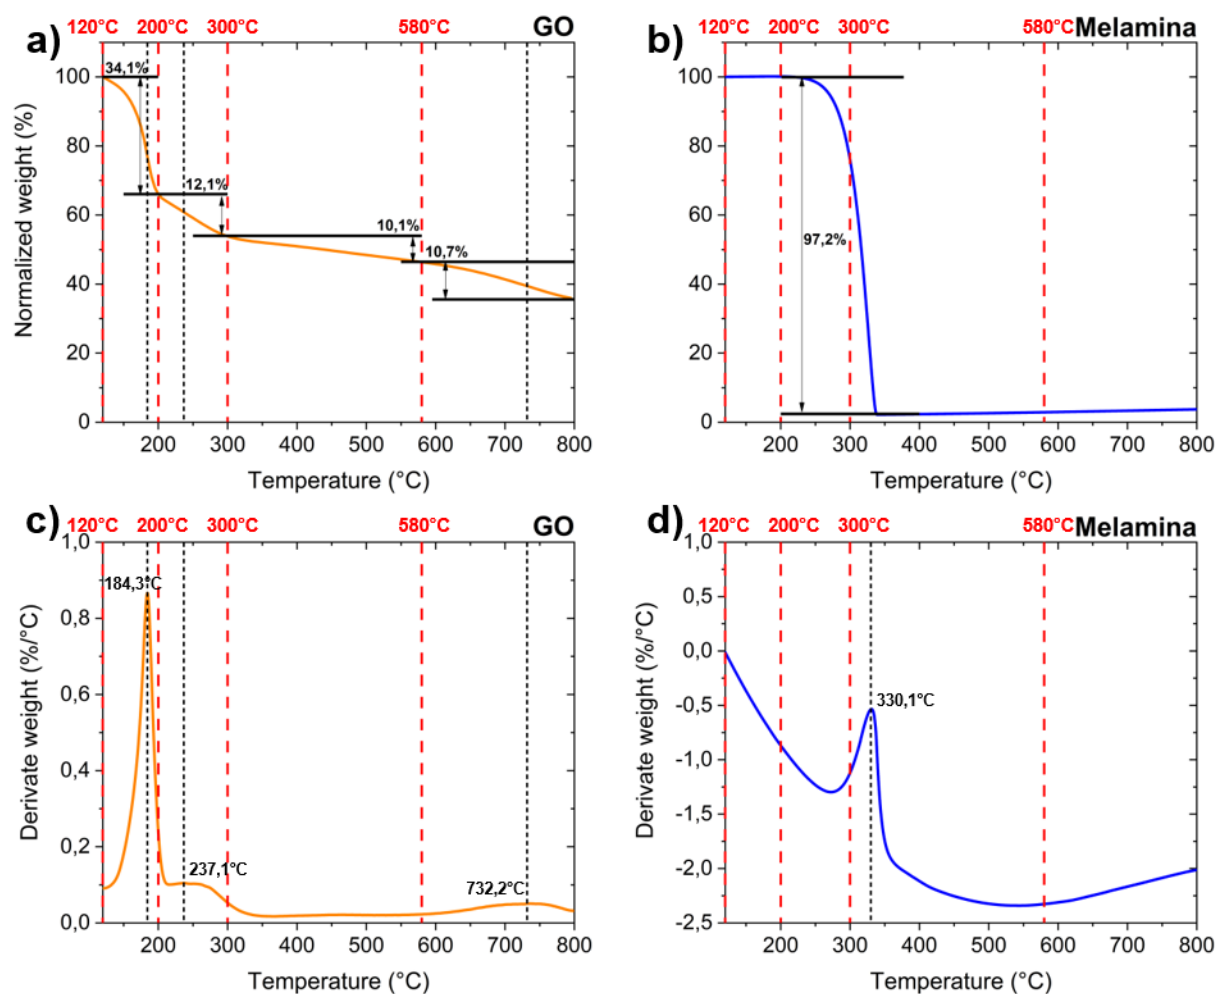 a)
120°C 200°C 300°C 580°C GO
34,1%
12,1%
10,1%
10,7%
100
80
60
40
20
0
200 300 400 500 600 700 800
Normalized weight (%)
Temperature (°C)
b)
120°C 200°C 300°C 580°C Melamina
97,2%
100
80
60
40
20
0
200 300 400 500 600 700 800
Temperature (°C)
c)
120°C 200°C 300°C 580°C GO
184,3°C
237,1°C
732,2°C
1,0
0,8
0,6
0,4
0,2
0,0
200 300 400 500 600 700 800
Derivate weight (%/°C)
Temperature (°C)
d)
120°C 200°C 300°C 580°C Melamina
330,1°C
1,0
0,5
0,0
-0,5
-1,0
-1,5
-2,0
-2,5
200 300 400 500 600 700 800
Derivate weight (%/°C)
Temperature (°C)